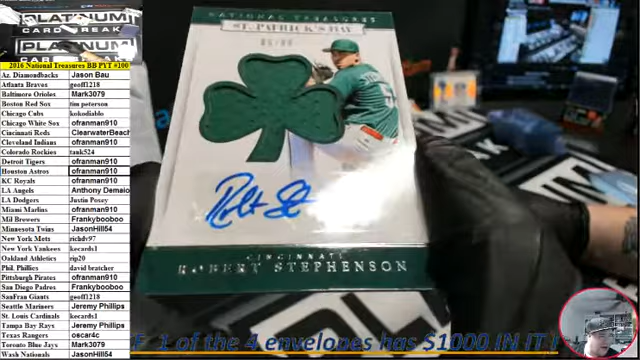 PLATINUM
CARD BREAK
2016 National Treasures BB PYT #100
Az. Diamondbacks Jason Bau
Atlanta Braves geoff1218
Baltimore Orioles Mark3079
Boston Red Sox tim peterson
Chicago Cubs kokodiablo
Chicago White Sox ofranman910
Cincinnati Reds ClearwaterBeach
Cleveland Indians ofranman910
Colorado Rockies tank524
Detroit Tigers ofranman910
Houston Astros ofranman910
KC Royals ofranman910
LA Angels Anthony Demaio
LA Dodgers Justin Posey
Miami Marlins ofranman910
Mil Brewers Frankybooboo
Minnesota Twins JasonHill54
New York Mets richdr97
New York Yankees kecards1
Oakland Athletics rip20
Phil. Phillies david bratcher
Pittsburgh Pirates ofranman910
San Diego Padres Frankybooboo
SanFran Giants geoff1218
Seattle Mariners Jeremy Phillips
St. Louis Cardinals kecards1
Tampa Bay Rays Jeremy Phillips
Texas Rangers oscar4c
Toronto Blue Jays Mark3079
Wash Nationals JasonHill54
NATIONAL TREASURES
ST. PATRICK'S DAY
CINCINNATI
ROBERT STEPHENSON
1 of the 4 envelopes has $1000 IN IT